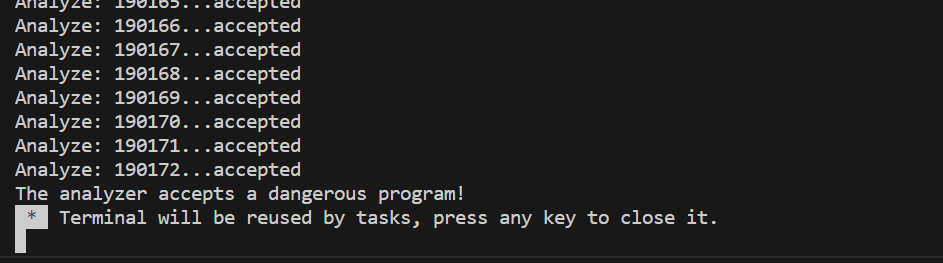 Analyze: 190165...accepted
Analyze: 190166...accepted
Analyze: 190167...accepted
Analyze: 190168...accepted
Analyze: 190169...accepted
Analyze: 190170...accepted
Analyze: 190171...accepted
Analyze: 190172...accepted
The analyzer accepts a dangerous program!
* Terminal will be reused by tasks, press any key to close it.